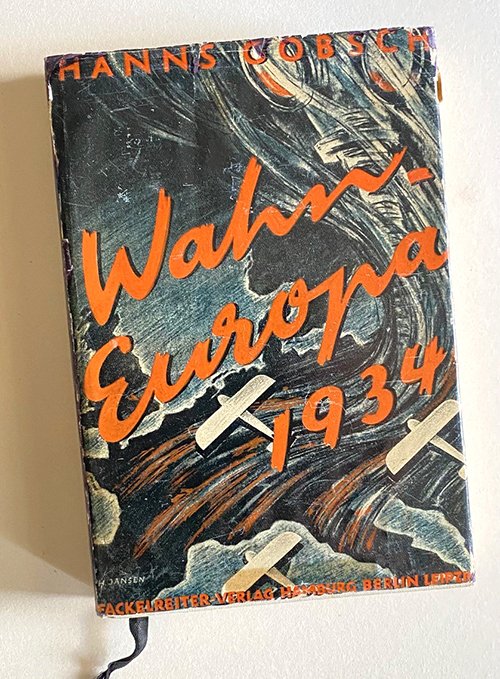 HANNS GOBSCH
Wahn-
Europa
1934
H. JANSEN
FACKELREITER-VERLAG HAMBURG BERLIN LEIPZIG